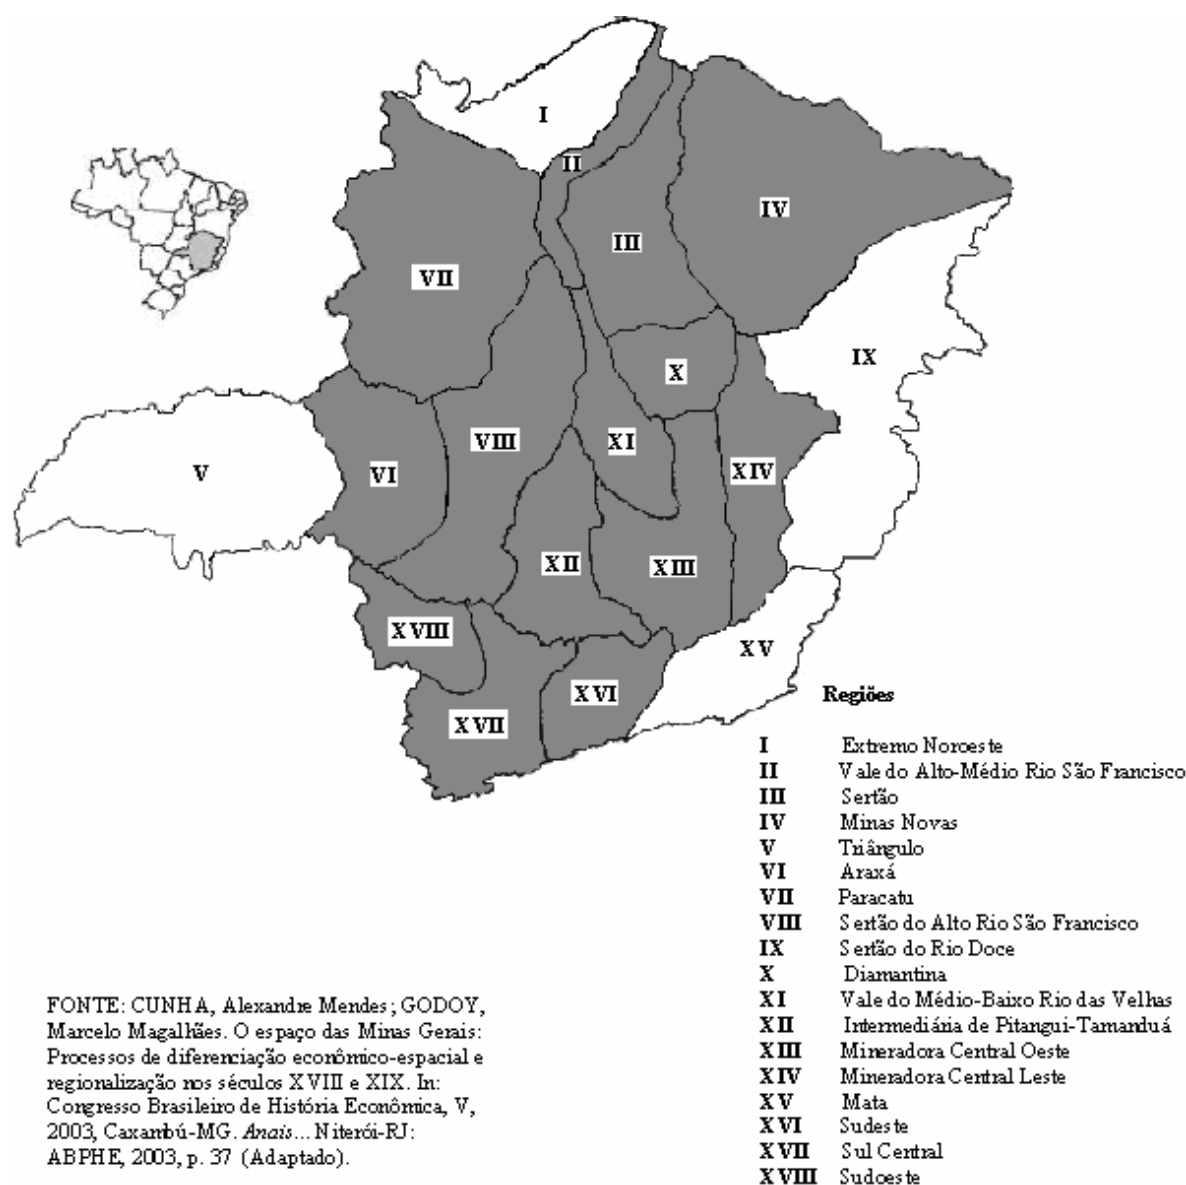 I
II
III
IV
VII
IX
X
VIII
XI
V
VI
XIV
XII
XIII
XVIII
XV
XVI
XVII
Regiões
I Extremo Noroeste
II Vale do Alto-Médio Rio São Francisco
III Sertão
IV Minas Novas
V Triângulo
VI Araxá
VII Paracatu
VIII Sertão do Alto Rio São Francisco
IX Sertão do Rio Doce
X Diamantina
XI Vale do Médio-Baixo Rio das Velhas
XII Intermediária de Pitangui-Tamanduá
XIII Mineradora Central Oeste
XIV Mineradora Central Leste
XV Mata
XVI Sudeste
XVII Sul Central
XVIII Sudoeste
FONTE: CUNHA, Alexandre Mendes; GODOY,
Marcelo Magalhães. O espaço das Minas Gerais:
Processos de diferenciação econômico-espacial e
regionalização nos séculos XVIII e XIX. In:
Congresso Brasileiro de História Econômica, V,
2003, Caxambú-MG. Anais... Niterói-RJ:
ABPHE, 2003, p. 37 (Adaptado).